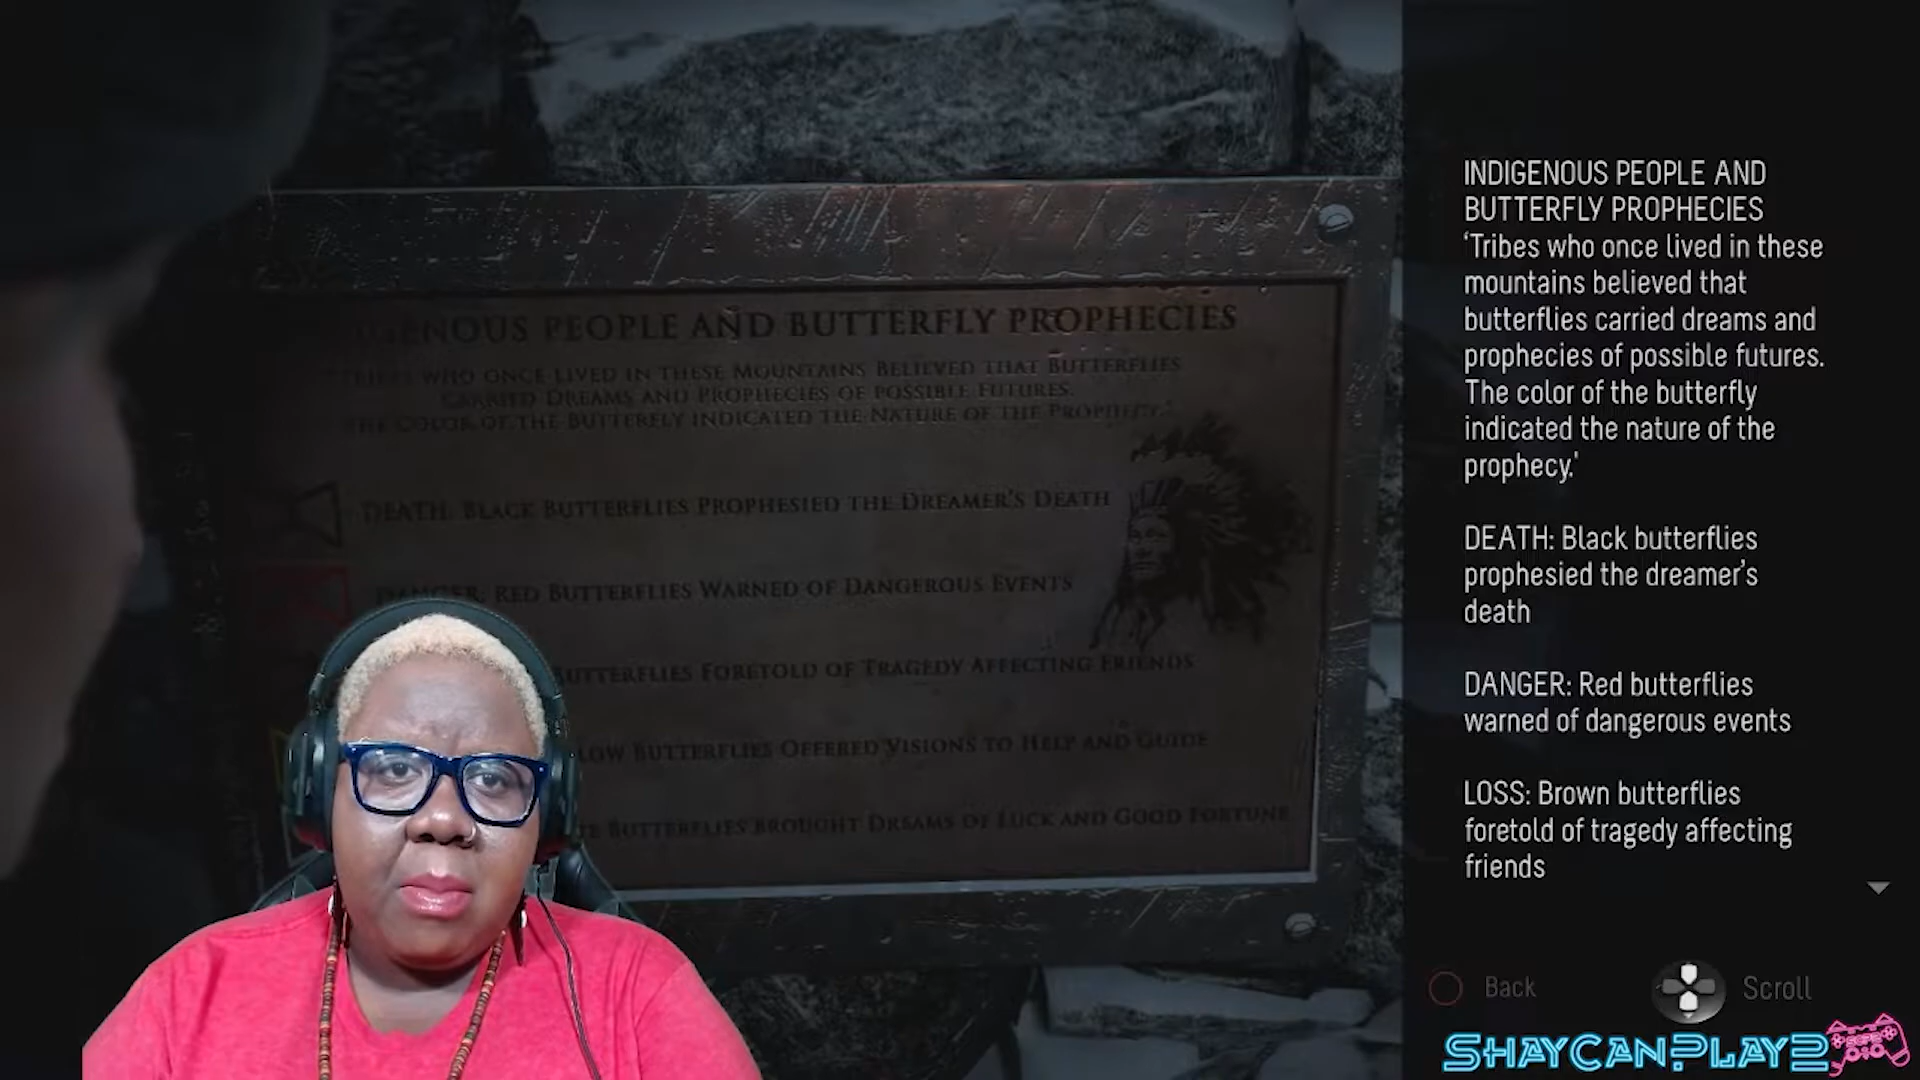 INDIGENOUS PEOPLE AND
BUTTERFLY PROPHECIES
‘Tribes who once lived in these
mountains believed that
butterflies carried dreams and
prophecies of possible futures.
The color of the butterfly
indicated the nature of the
prophecy.'
DEATH: Black butterflies
prophesied the dreamer’s
death
DANGER: Red butterflies
warned of dangerous events
LOSS: Brown butterflies
foretold of tragedy affecting
friends
Back
Scroll
SHAYCANPLAY2
PEOPLE AND BUTTERFLY PROPHECIES
WHO ONCE LIVED IN THESE MOUNTAINS BELIEVED THAT BUTTERFLIES
CARRIED DREAMS AND PROPHECIES OF POSSIBLE FUTURES.
THE COLOR OF THE BUTTERFLY INDICATED THE NATURE OF THE PROPHECY.'
DEATH: BLACK BUTTERFLIES PROPHESIED THE DREAMER'S DEATH
DANGER: RED BUTTERFLIES WARNED OF DANGEROUS EVENTS
BUTTERFLIES FORETOLD OF TRAGEDY AFFECTING FRIENDS
LOW BUTTERFLIES OFFERED VISIONS TO HELP AND GUIDE
TE BUTTERFLIES BROUGHT DREAMS OF LUCK AND GOOD FORTUNE